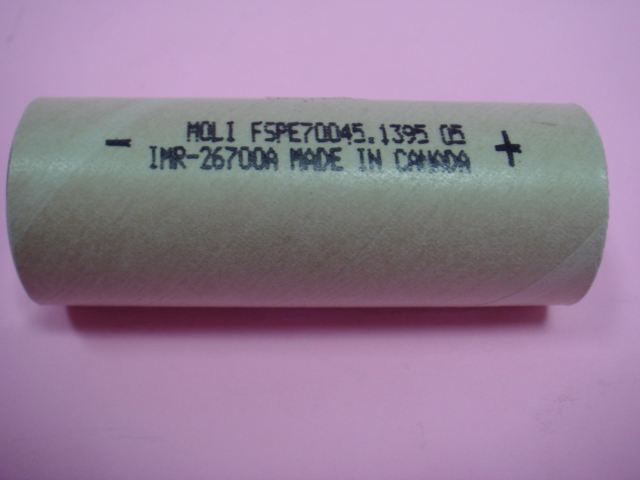 - MOLI FSPE70045.1395 05 +
IMR-26700A MADE IN CANADA